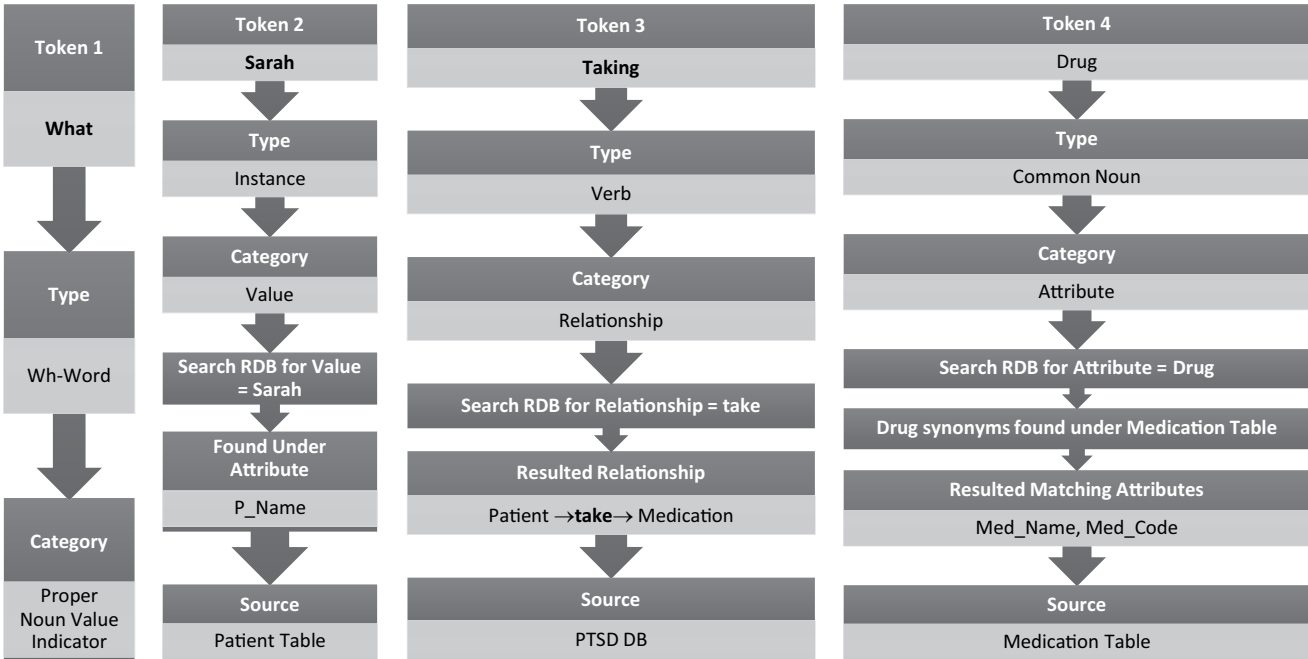 Token 1
What
Type
Wh-Word
Category
Proper
Noun Value
Indicator
Token 2
Sarah
Type
Instance
Category
Value
Search RDB for Value
= Sarah
Found Under
Attribute
P_Name
Source
Patient Table
Token 3
Taking
Type
Verb
Category
Relationship
Search RDB for Relationship = take
Resulted Relationship
Patient →take→ Medication
Source
PTSD DB
Token 4
Drug
Type
Common Noun
Category
Attribute
Search RDB for Attribute = Drug
Drug synonyms found under Medication Table
Resulted Matching Attributes
Med_Name, Med_Code
Source
Medication Table